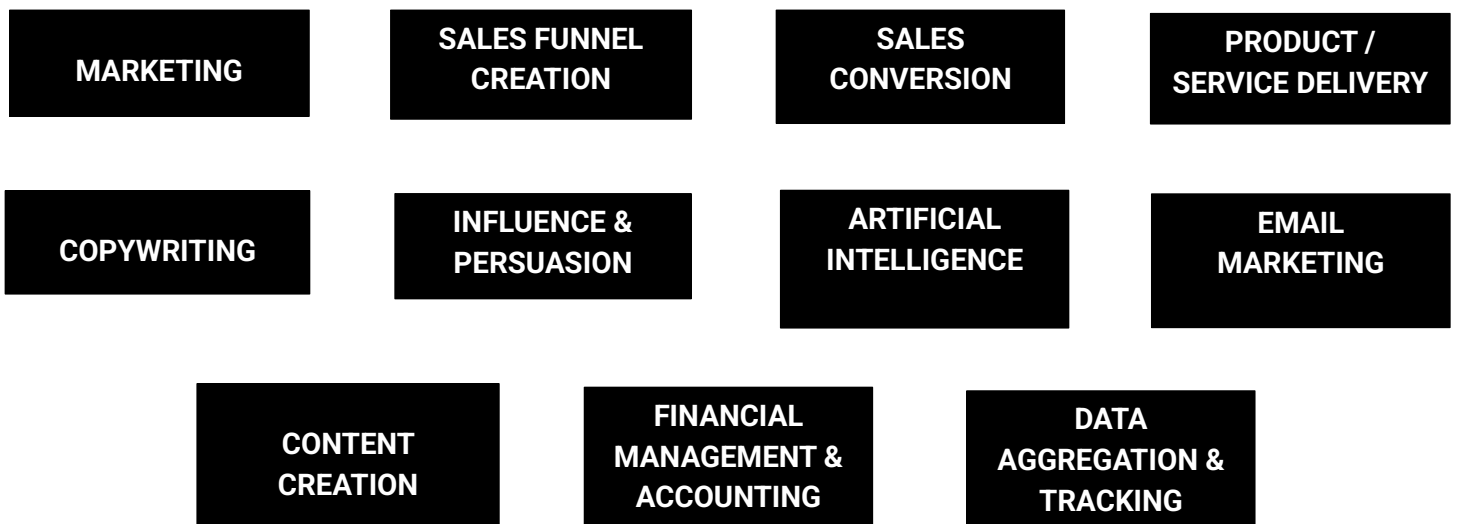 MARKETING
SALES FUNNEL
CREATION
SALES
CONVERSION
PRODUCT /
SERVICE DELIVERY
COPYWRITING
INFLUENCE &
PERSUASION
ARTIFICIAL
INTELLIGENCE
EMAIL
MARKETING
CONTENT
CREATION
FINANCIAL
MANAGEMENT &
ACCOUNTING
DATA
AGGREGATION &
TRACKING